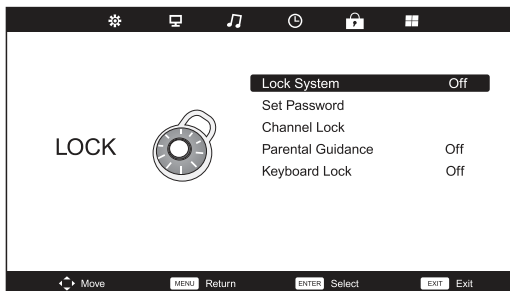 Lock System Off
Set Password
Channel Lock
LOCK
Parental Guidance Off
Keyboard Lock Off
Move MENU Return ENTER Select EXIT Exit